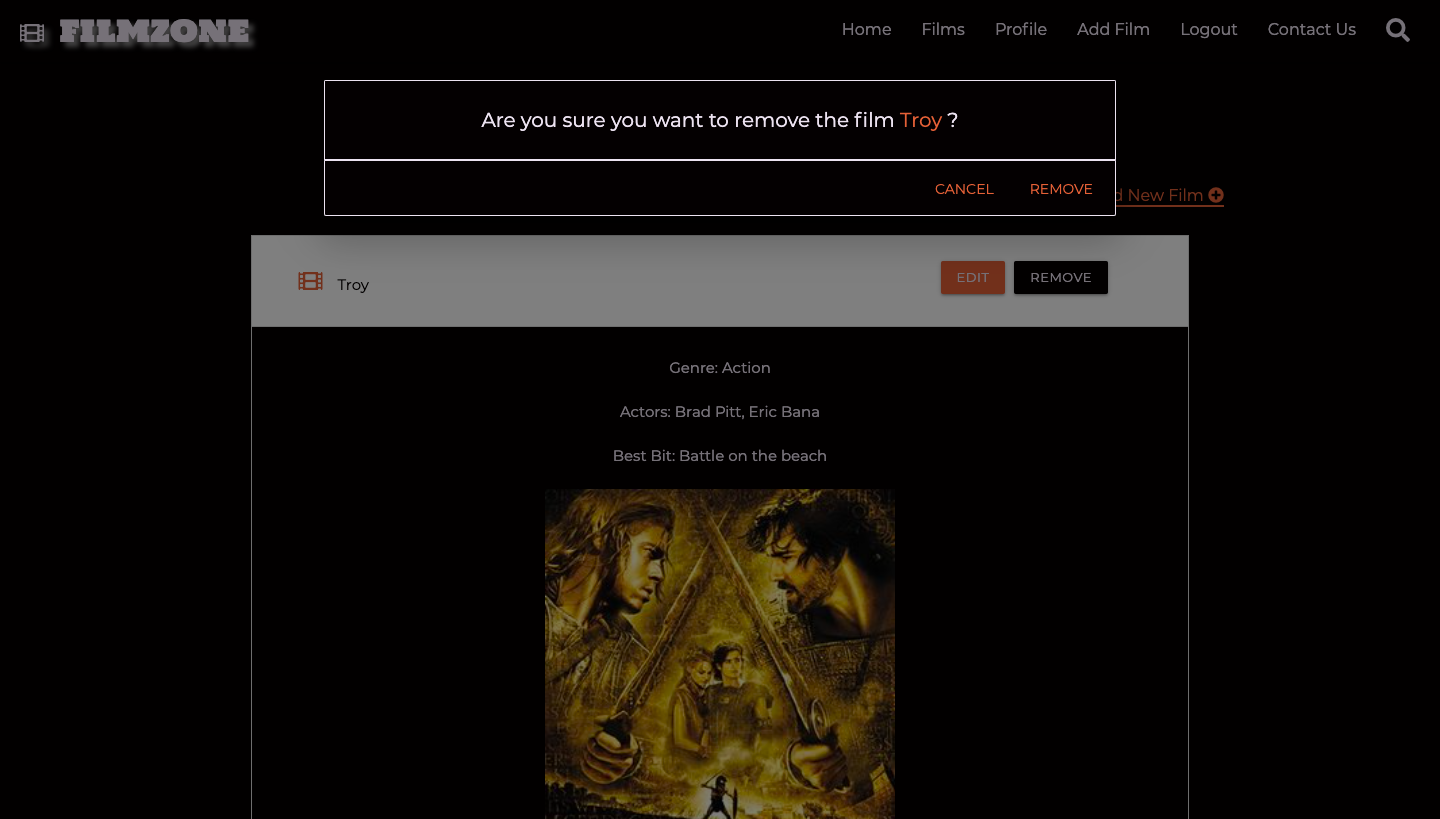 FILMZONE
Home Films Profile Add Film Logout Contact Us
Are you sure you want to remove the film Troy ?
CANCEL REMOVE
New Film
Troy EDIT REMOVE
Genre: Action
Actors: Brad Pitt, Eric Bana
Best Bit: Battle on the beach